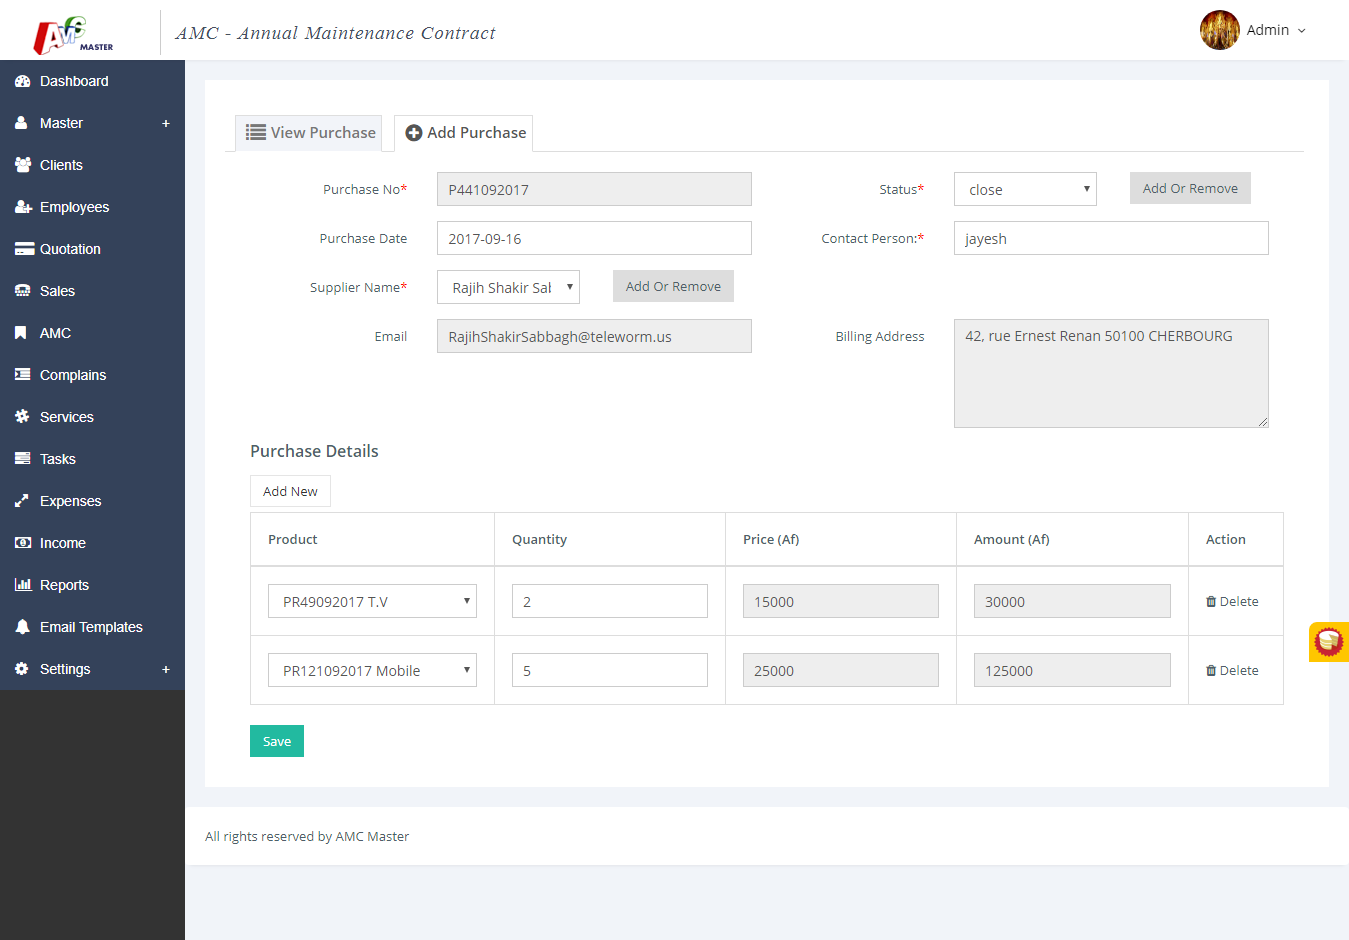 AMC MASTER
AMC - Annual Maintenance Contract
Admin
Dashboard
Master +
Clients
Employees
Quotation
Sales
AMC
Complains
Services
Tasks
Expenses
Income
Reports
Email Templates
Settings +
View Purchase
Add Purchase
Purchase No* P441092017
Status* close Add Or Remove
Purchase Date 2017-09-16
Contact Person:* jayesh
Supplier Name* Rajih Shakir Sab Add Or Remove
Email RajihShakirSabbagh@teleworm.us
Billing Address 42, rue Ernest Renan 50100 CHERBOURG
Purchase Details
Add New
Product Quantity Price (Af) Amount (Af) Action
PR49092017 T.V 2 15000 30000 Delete
PR121092017 Mobile 5 25000 125000 Delete
Save
All rights reserved by AMC Master